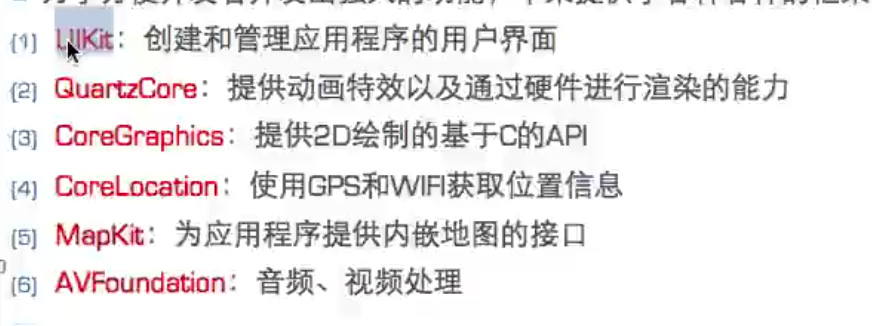 {1} UIKit：创建和管理应用程序的用户界面
{2} QuartzCore：提供动画特效以及通过硬件进行渲染的能力
{3} CoreGraphics：提供2D绘制的基于C的API
{4} CoreLocation：使用GPS和WIFI获取位置信息
{5} MapKit：为应用程序提供内嵌地图的接口
{6} AVFoundation：音频、视频处理